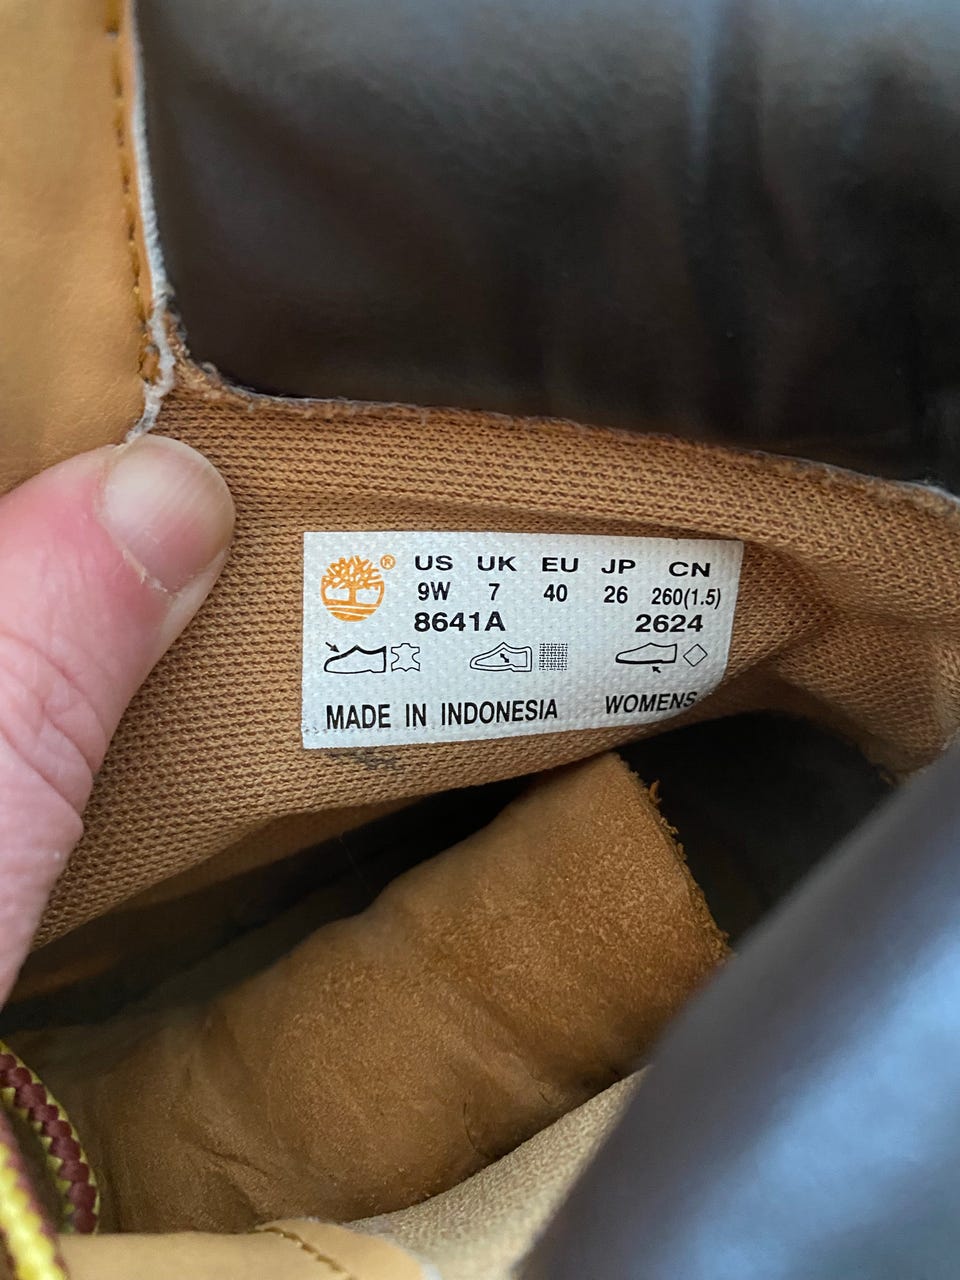 ® US UK EU JP CN
9W 7 40 26 260(1.5)
8641A 2624
MADE IN INDONESIA WOMENS